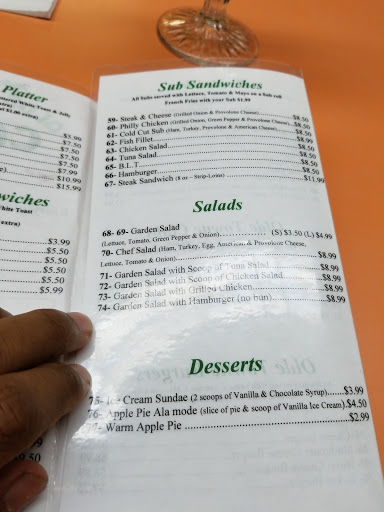 Platter
$5.99
$7.50
$7.50
$7.50
$7.50
$7.99
$10.99
$15.99
wiches
White Toast
extra)
$3.99
$5.50
$5.50
$5.50
$5.99
$9.50
Sub Sandwiches
All Subs served with Lettuce, Tomato & Mayo on a Sub roll
French Fries with your Sub $1.00
59- Steak & Cheese (Grilled Onion & Provolone Cheese) $8.50
60- Philly Chicken (Grilled Onion, Green Pepper & Provolone Cheese) $8.50
61- Cold Cut Sub (Ham, Turkey, Provolone & American Cheese) $8.50
62- Fish Fillet $8.50
63- Chicken Salad $8.50
64- Tuna Salad $8.50
65- B.L.T. $8.50
66- Hamburger $8.50
67- Steak Sandwich (8 oz – Strip-Loin) $11.99
Salads
68- 69- Garden Salad
(Lettuce, Tomato, Green Pepper & Onion) (S) $3.50 (L) $4.99
70- Chef Salad (Ham, Turkey, Egg, American & Provolone Cheese,
Lettuce, Tomato & Onion) $8.99
71- Garden Salad with Scoop of Tuna Salad $8.99
72- Garden Salad with Scoop of Chicken Salad $8.99
73- Garden Salad with Grilled Chicken $8.99
74- Garden Salad with Hamburger (no bun) $8.99
Desserts
75- Ice Cream Sundae (2 scoops of Vanilla & Chocolate Syrup) $3.99
76- Apple Pie Ala mode (slice of pie & scoop of Vanilla Ice Cream) $4.50
77- Warm Apple Pie $2.99